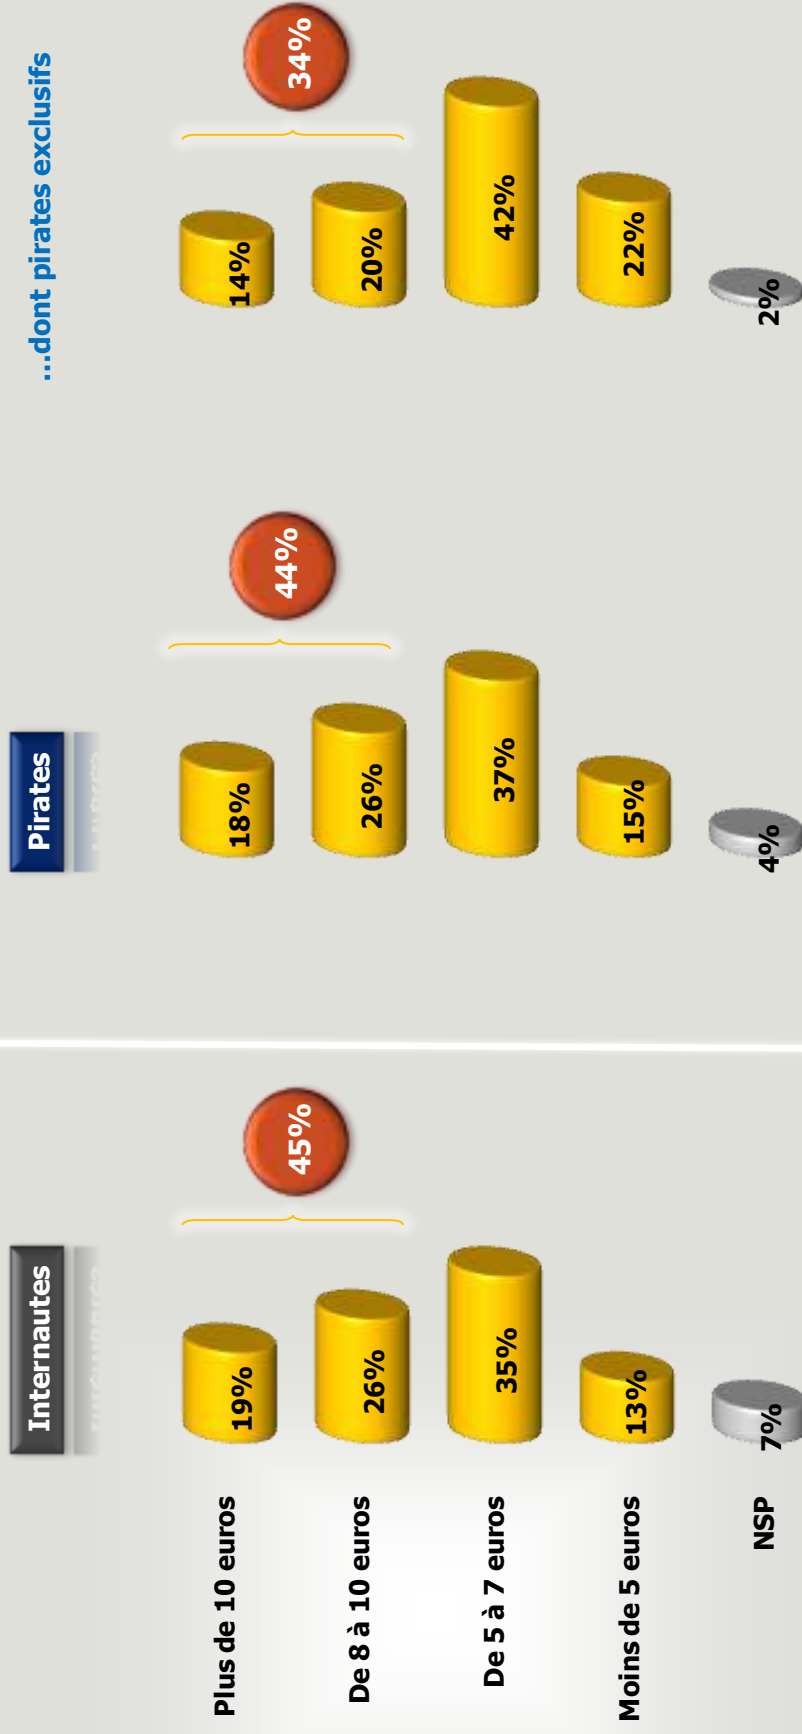 Internautes
Pirates
...dont pirates exclusifs
Plus de 10 euros
19%
18%
14%
De 8 à 10 euros
26%
26%
20%
45%
44%
34%
De 5 à 7 euros
35%
37%
42%
Moins de 5 euros
13%
15%
22%
NSP
7%
4%
2%